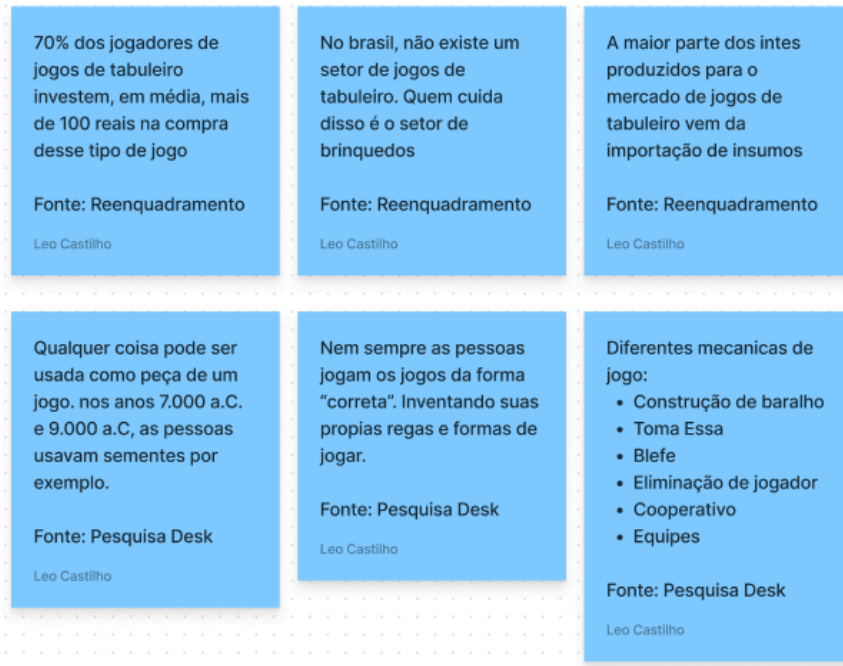 70% dos jogadores de
jogos de tabuleiro
investem, em média, mais
de 100 reais na compra
desse tipo de jogo
Fonte: Reenquadramento
Leo Castilho
No brasil, não existe um
setor de jogos de
tabuleiro. Quem cuida
disso é o setor de
brinquedos
Fonte: Reenquadramento
Leo Castilho
A maior parte dos intes
produzidos para o
mercado de jogos de
tabuleiro vem da
importação de insumos
Fonte: Reenquadramento
Leo Castilho
Qualquer coisa pode ser
usada como peça de um
jogo. nos anos 7.000 a.C.
e 9.000 a.C, as pessoas
usavam sementes por
exemplo.
Fonte: Pesquisa Desk
Leo Castilho
Nem sempre as pessoas
jogam os jogos da forma
“correta”. Inventando suas
propias regas e formas de
jogar.
Fonte: Pesquisa Desk
Leo Castilho
Diferentes mecanicas de
jogo:
• Construção de baralho
• Toma Essa
• Blefe
• Eliminação de jogador
• Cooperativo
• Equipes
Fonte: Pesquisa Desk
Leo Castilho